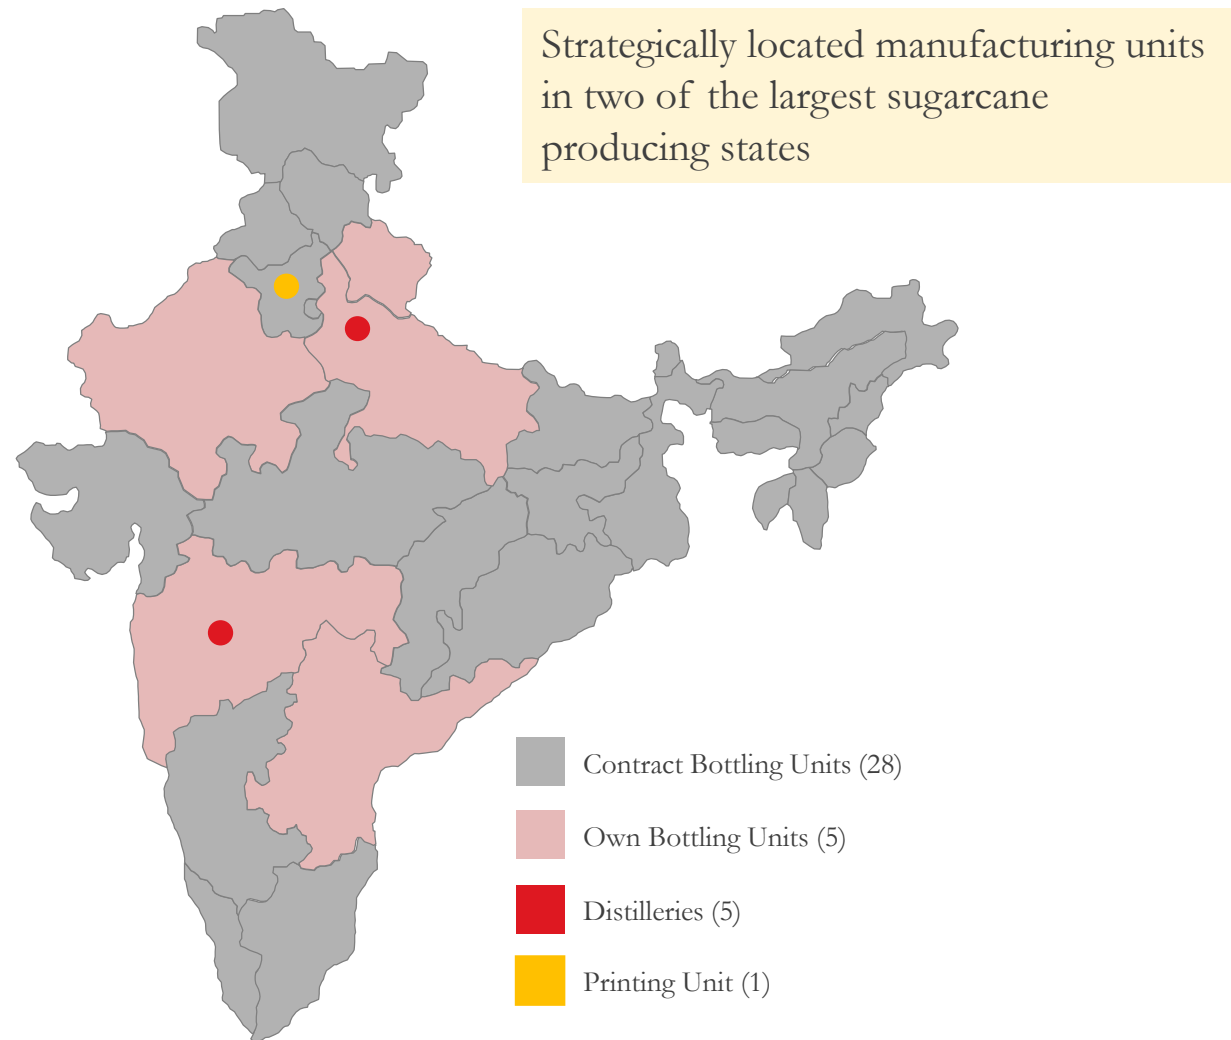 Strategically located manufacturing units
in two of the largest sugarcane
producing states
Contract Bottling Units (28)
Own Bottling Units (5)
Distilleries (5)
Printing Unit (1)